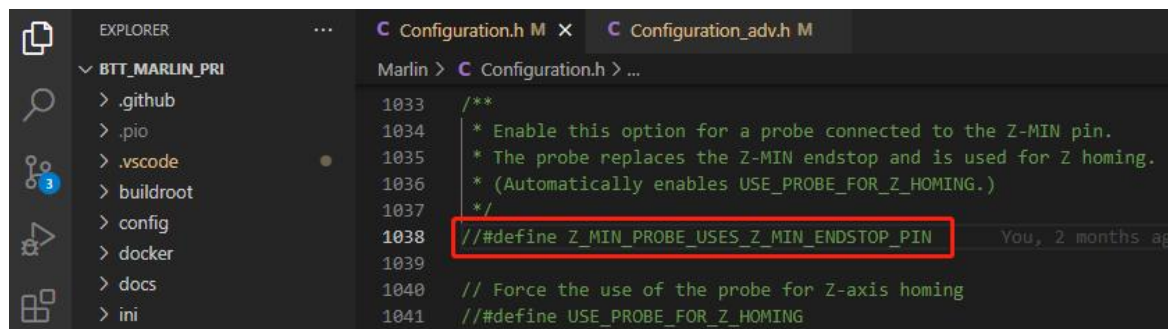 EXPLORER
BTT_MARLIN_PRI
.github
.pio
.vscode
buildroot
config
docker
docs
ini
3
C Configuration.h M X C Configuration_adv.h M
Marlin > C Configuration.h > ...
1033 /**
1034 * Enable this option for a probe connected to the Z-MIN pin.
1035 * The probe replaces the Z-MIN endstop and is used for Z homing.
1036 * (Automatically enables USE_PROBE_FOR_Z_HOMING.)
1037 */
1038 //#define Z_MIN_PROBE_USES_Z_MIN_ENDSTOP_PIN You, 2 months
1039
1040 // Force the use of the probe for Z-axis homing
1041 //#define USE_PROBE_FOR_Z_HOMING